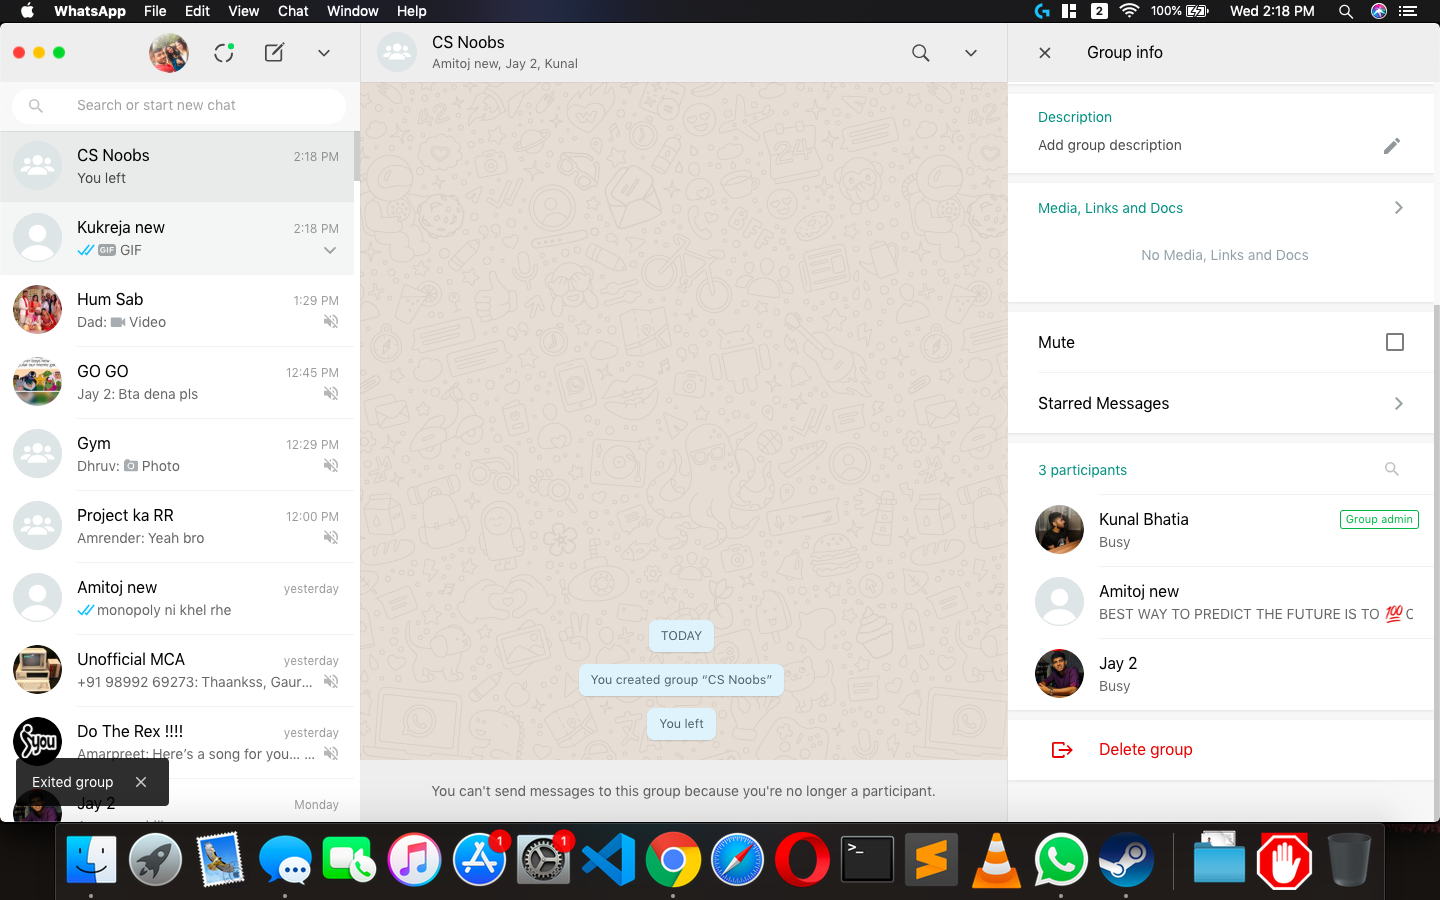 WhatsApp File Edit View Chat Window Help
2 100% Wed 2:18 PM
CS Noobs
Amitoj new, Jay 2, Kunal
Group info
Search or start new chat
CS Noobs 2:18 PM
You left
Kukreja new 2:18 PM
GIF GIF
Hum Sab 1:29 PM
Dad: Video
GO GO 12:45 PM
Jay 2: Bta dena pls
Gym 12:29 PM
Dhruv: Photo
Project ka RR 12:00 PM
Amrender: Yeah bro
Amitoj new yesterday
monopoly ni khel rhe
Unofficial MCA yesterday
+91 98992 69273: Thaankss, Gaur...
Do The Rex !!!! yesterday
Amarpreet: Here's a song for you... ...
Exited group
Jay 2 Monday
TODAY
You created group “CS Noobs”
You left
You can't send messages to this group because you're no longer a participant.
Description
Add group description
Media, Links and Docs
No Media, Links and Docs
Mute
Starred Messages
3 participants
Kunal Bhatia Group admin
Busy
Amitoj new
BEST WAY TO PREDICT THE FUTURE IS TO 💯 C
Jay 2
Busy
Delete group
1
1
>_